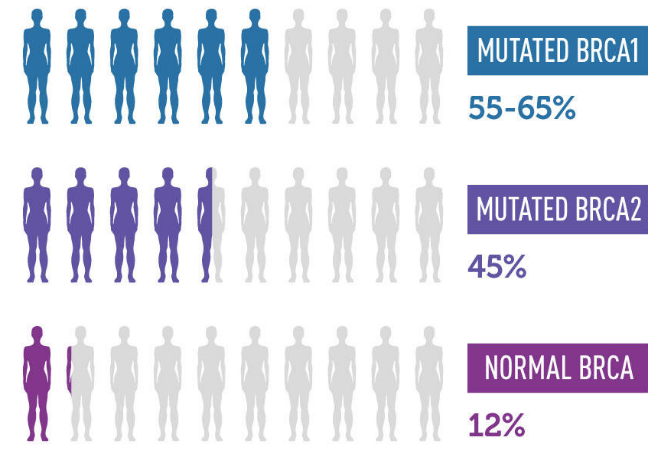 MUTATED BRCA1
55-65%
MUTATED BRCA2
45%
NORMAL BRCA
12%